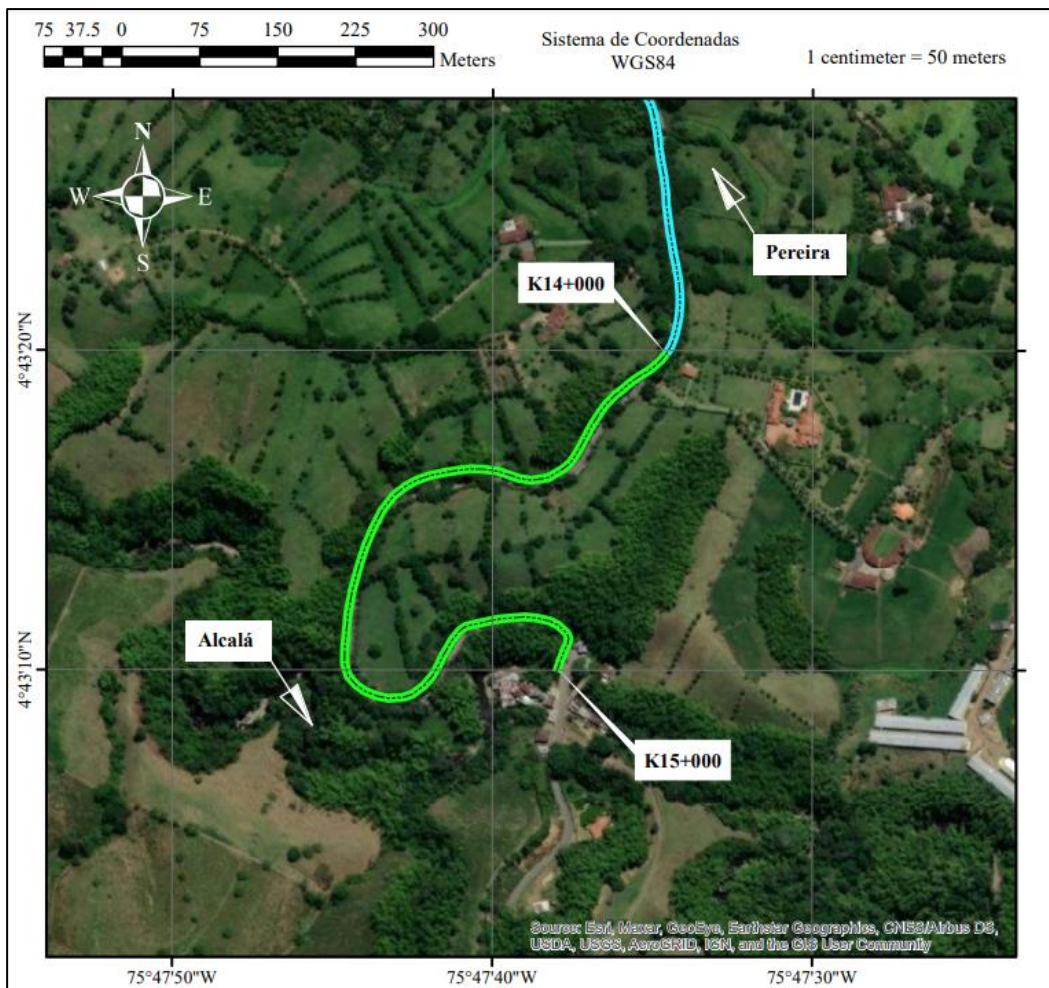 75 37.5 0 75 150 225 300
Meters
Sistema de Coordenadas
WGS84
1 centimeter = 50 meters
N
W E
S
Pereira
K14+000
4°43'20"N
Alcalá
4°43'10"N
K15+000
Source: Esri, Maxar, GeoEye, Earthstar Geographics, CNES/Airbus DS,
USDA, USGS, AeroGRID, IGN, and the GIS User Community
75°47'50"W 75°47'40"W 75°47'30"W